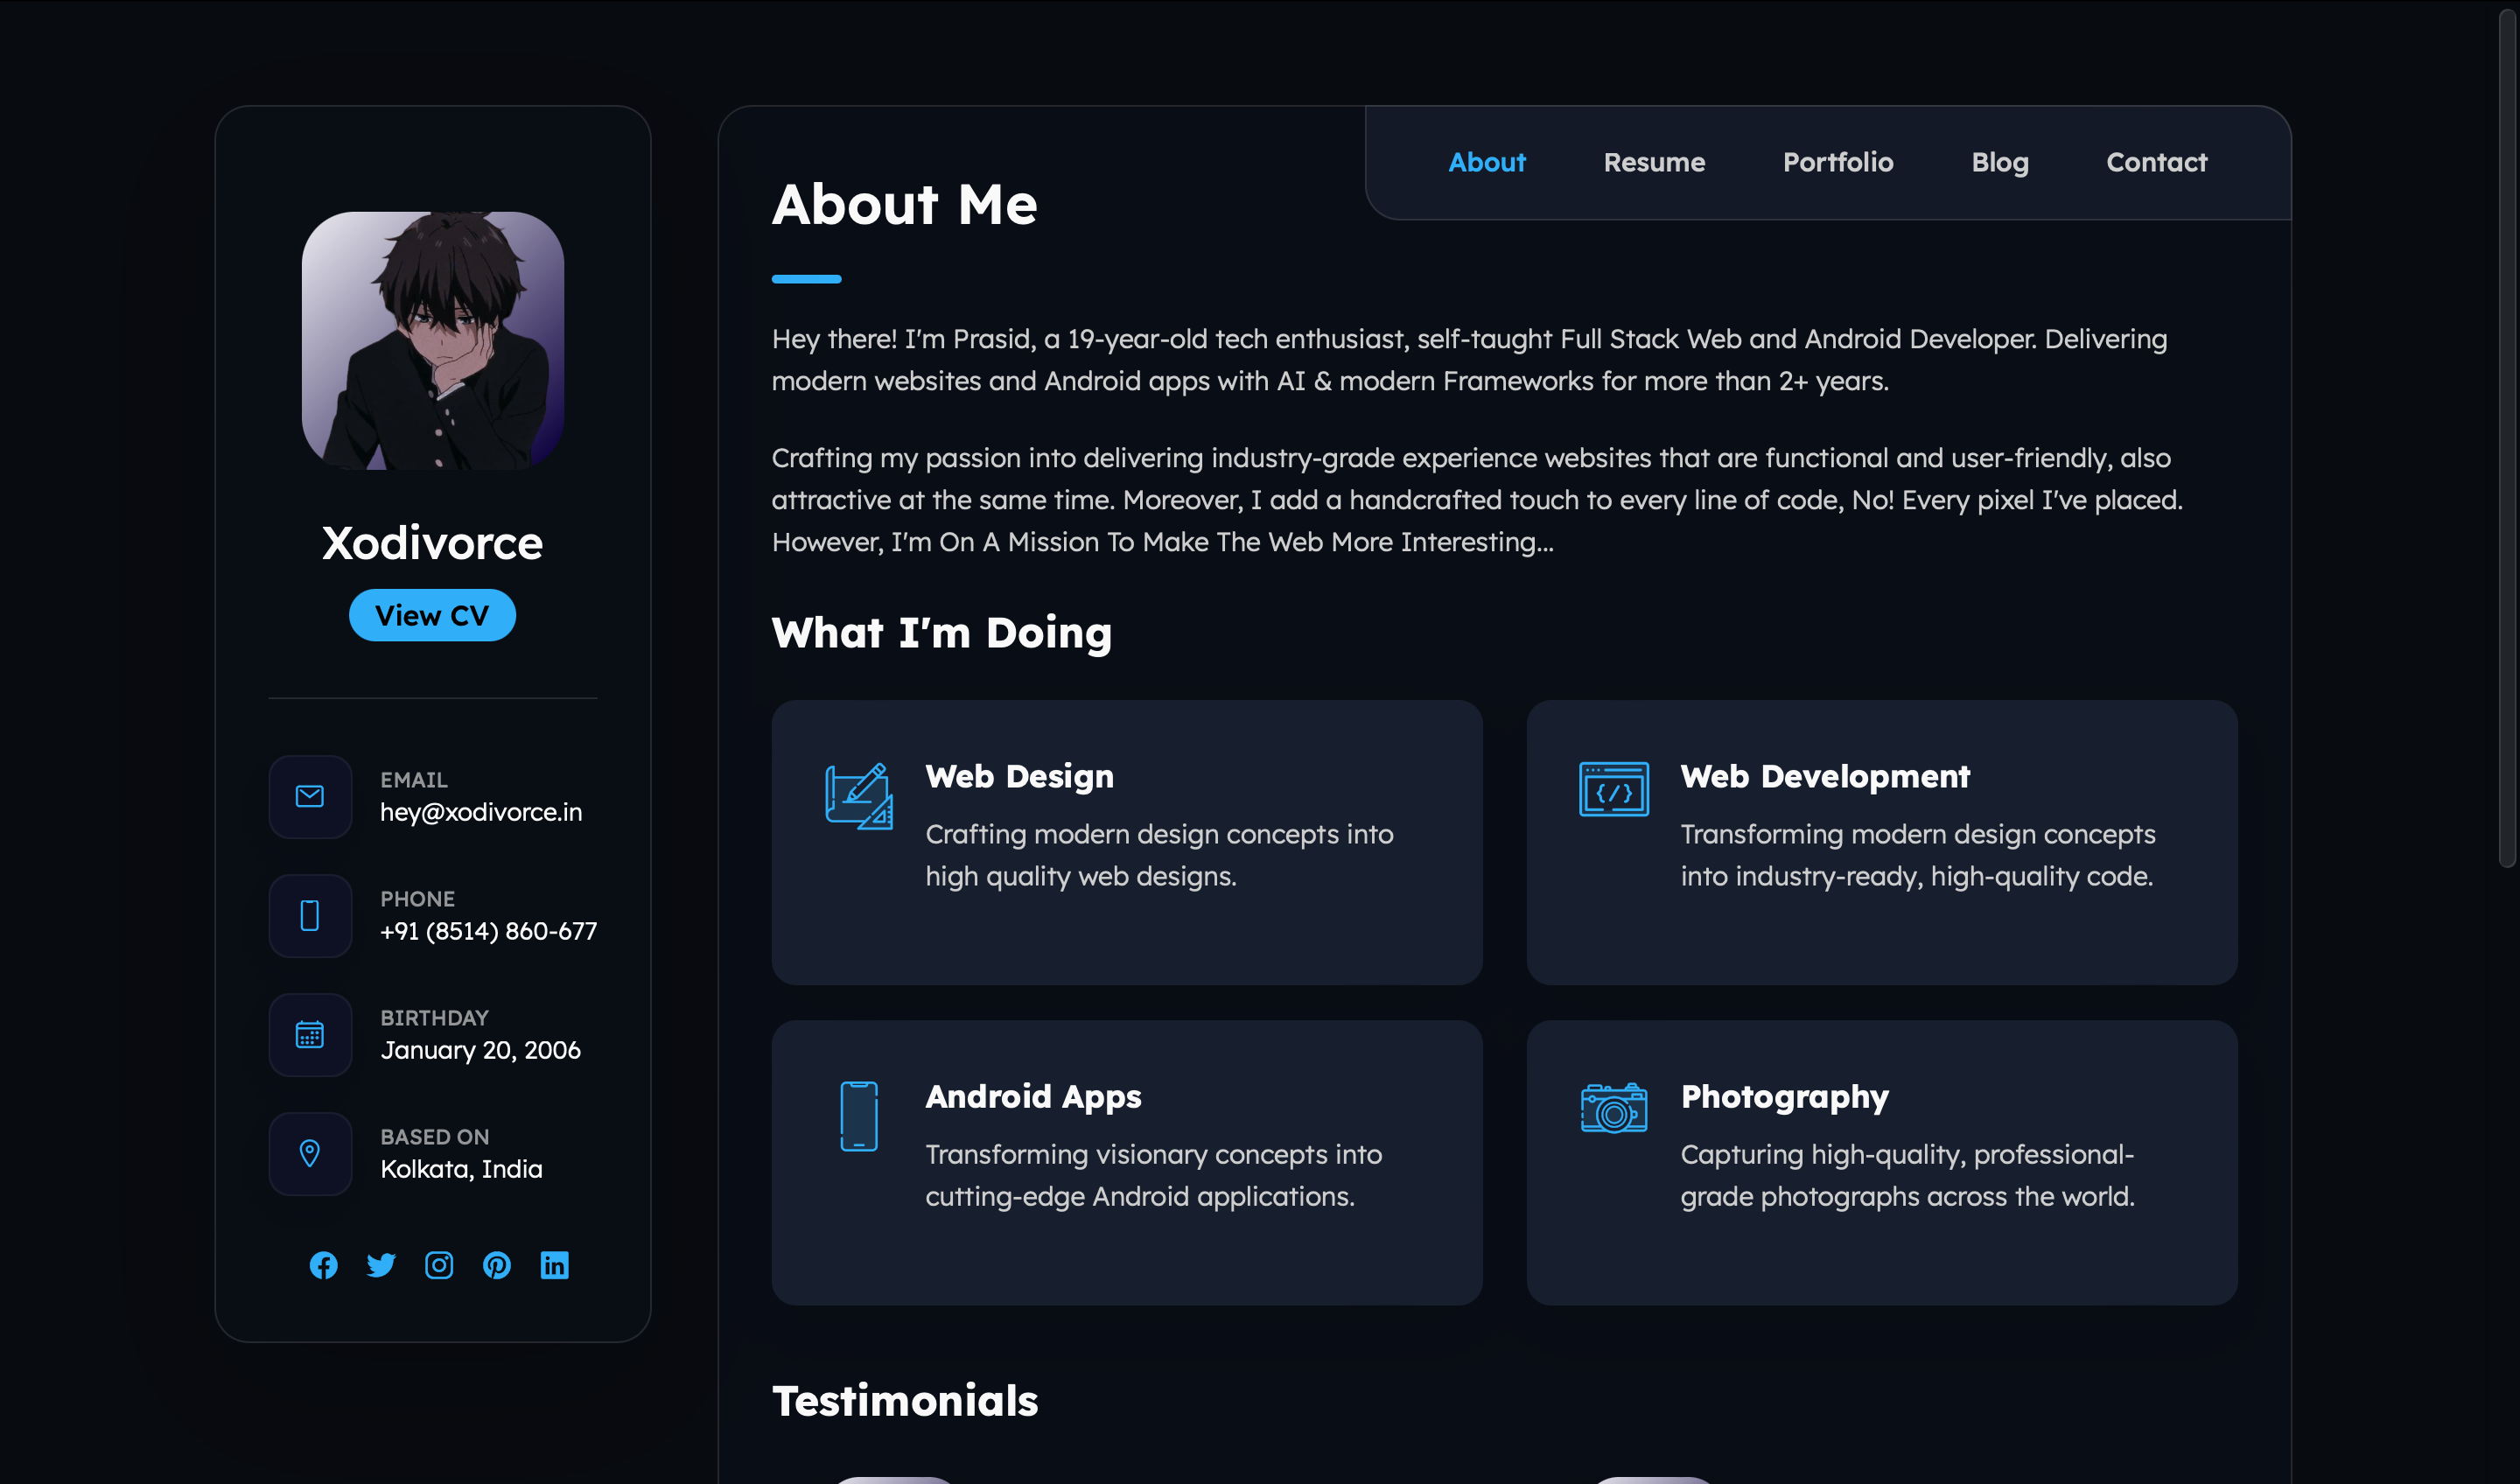 Xodivorce
View CV
EMAIL
hey@xodivorce.in
PHONE
+91 (8514) 860-677
BIRTHDAY
January 20, 2006
BASED ON
Kolkata, India
About
Resume
Portfolio
Blog
Contact
About Me
Hey there! I'm Prasid, a 19-year-old tech enthusiast, self-taught Full Stack Web and Android Developer. Delivering
modern websites and Android apps with AI & modern Frameworks for more than 2+ years.
Crafting my passion into delivering industry-grade experience websites that are functional and user-friendly, also
attractive at the same time. Moreover, I add a handcrafted touch to every line of code, No! Every pixel I've placed.
However, I'm On A Mission To Make The Web More Interesting...
What I'm Doing
Web Design
Crafting modern design concepts into
high quality web designs.
Web Development
Transforming modern design concepts
into industry-ready, high-quality code.
Android Apps
Transforming visionary concepts into
cutting-edge Android applications.
Photography
Capturing high-quality, professional-
grade photographs across the world.
Testimonials